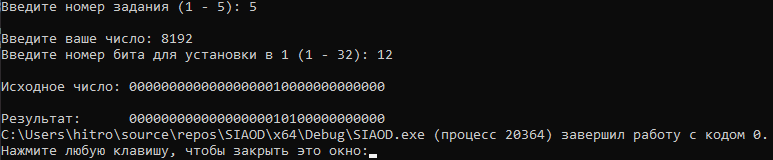 Введите номер задания (1 - 5): 5
Введите ваше число: 8192
Введите номер бита для установки в 1 (1 - 32): 12
Исходное число: 00000000000000000010000000000000
Результат:      00000000000000000010100000000000
C:\Users\hitro\source\repos\SIAOD\x64\Debug\SIAOD.exe (процесс 20364) завершил работу с кодом 0.
Нажмите любую клавишу, чтобы закрыть это окно: